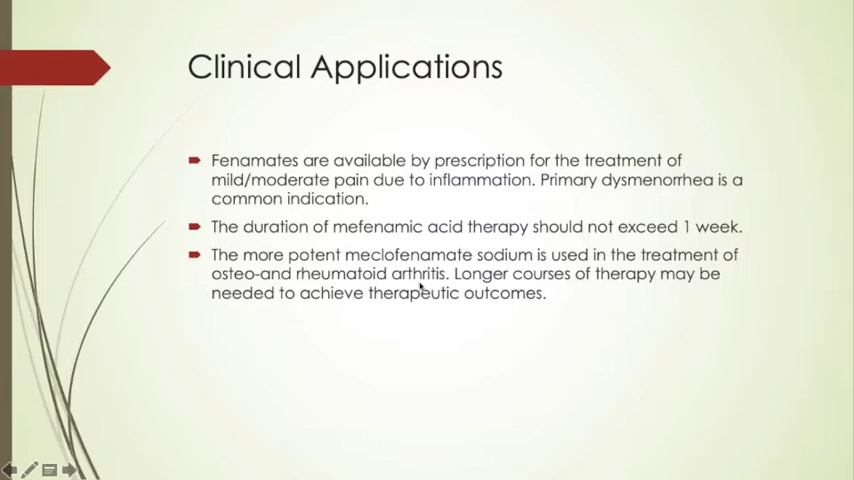 Clinical Applications
Fenamates are available by prescription for the treatment of
mild/moderate pain due to inflammation. Primary dysmenorrhea is a
common indication.
The duration of mefenamic acid therapy should not exceed 1 week.
The more potent meclofenamate sodium is used in the treatment of
osteo-and rheumatoid arthritis. Longer courses of therapy may be
needed to achieve therapeutic outcomes.